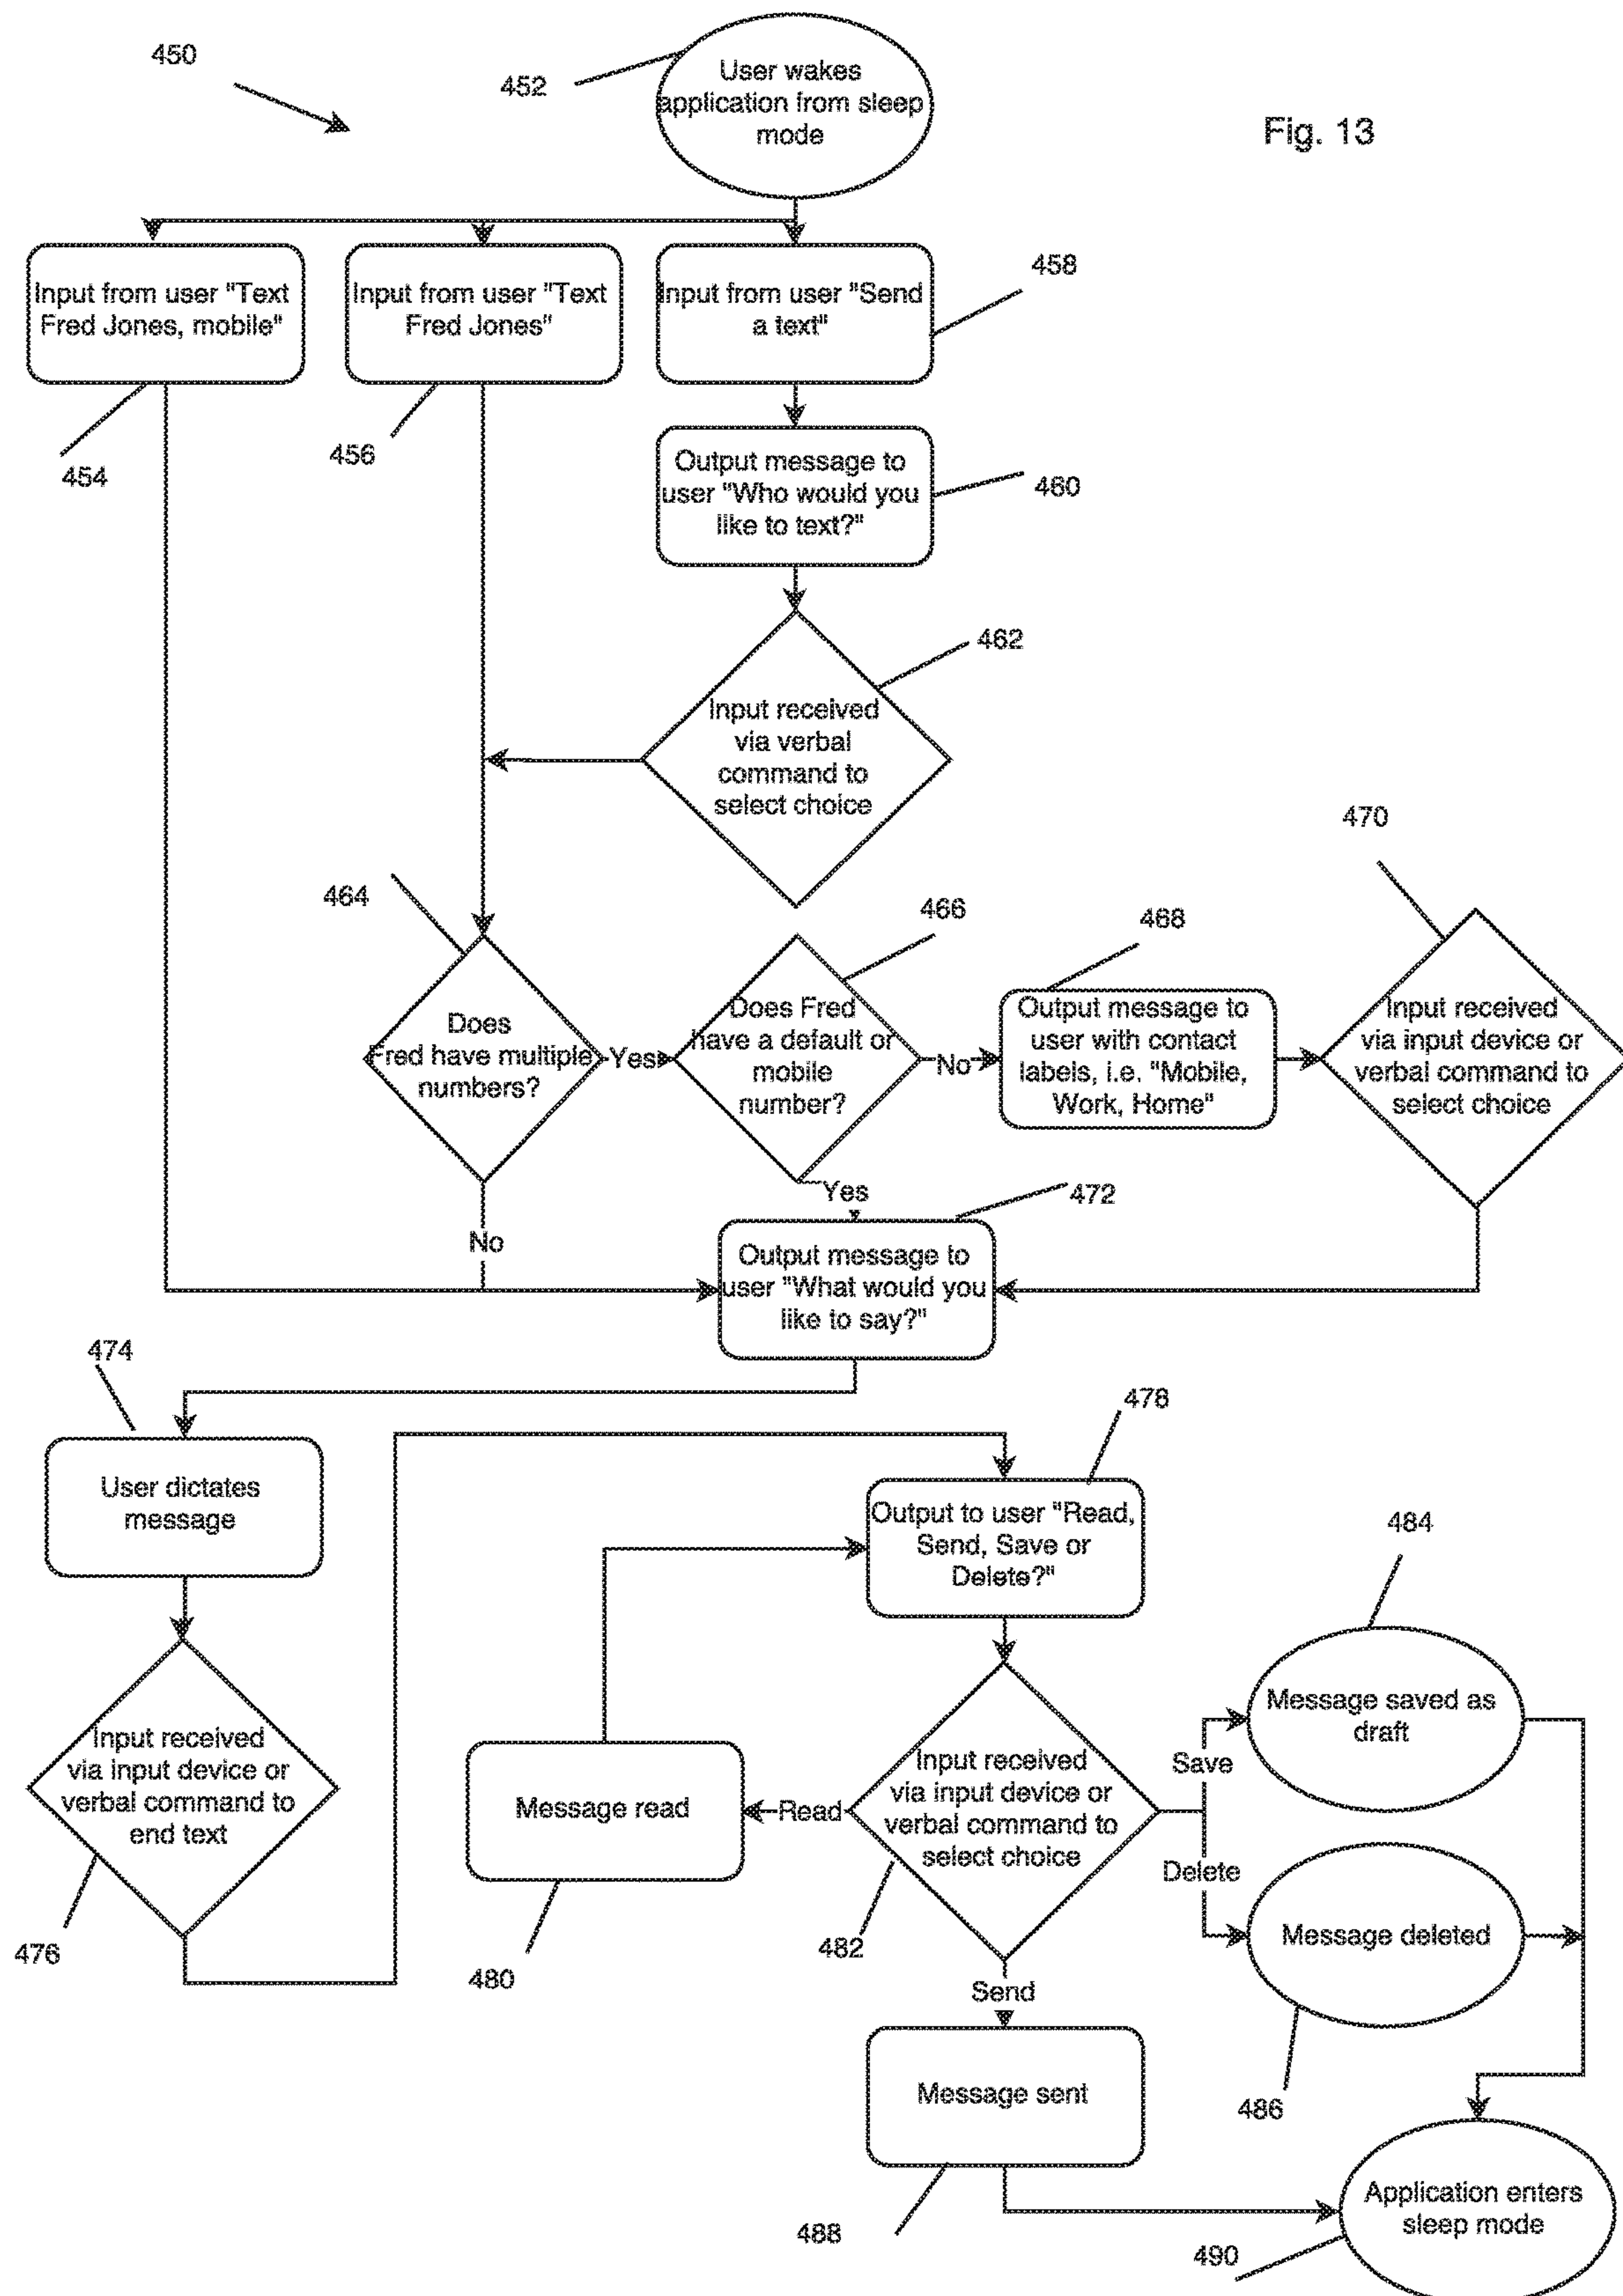 450
452
User wakes
application from sleep
mode
Fig. 13
Input from user "Text
Fred Jones, mobile"
454
Input from user "Text
Fred Jones"
456
Input from user "Send
a text"
458
Output message to
user "Who would you
like to text?"
460
Input received
via verbal
command to
select choice
462
464
Does
Fred have multiple
numbers?
Yes
No
466
Does Fred
have a default or
mobile
number?
No
Yes
468
Output message to
user with contact
labels, i.e. "Mobile,
Work, Home"
470
Input received
via input device or
verbal command to
select choice
472
Output message to
user "What would you
like to say?"
474
User dictates
message
Input received
via input device or
verbal command to
end text
476
478
Output to user "Read,
Send, Save or
Delete?"
Message read
480
Read
Input received
via input device or
verbal command to
select choice
482
Save
Delete
Send
484
Message saved as
draft
Message deleted
486
Message sent
488
Application enters
sleep mode
490